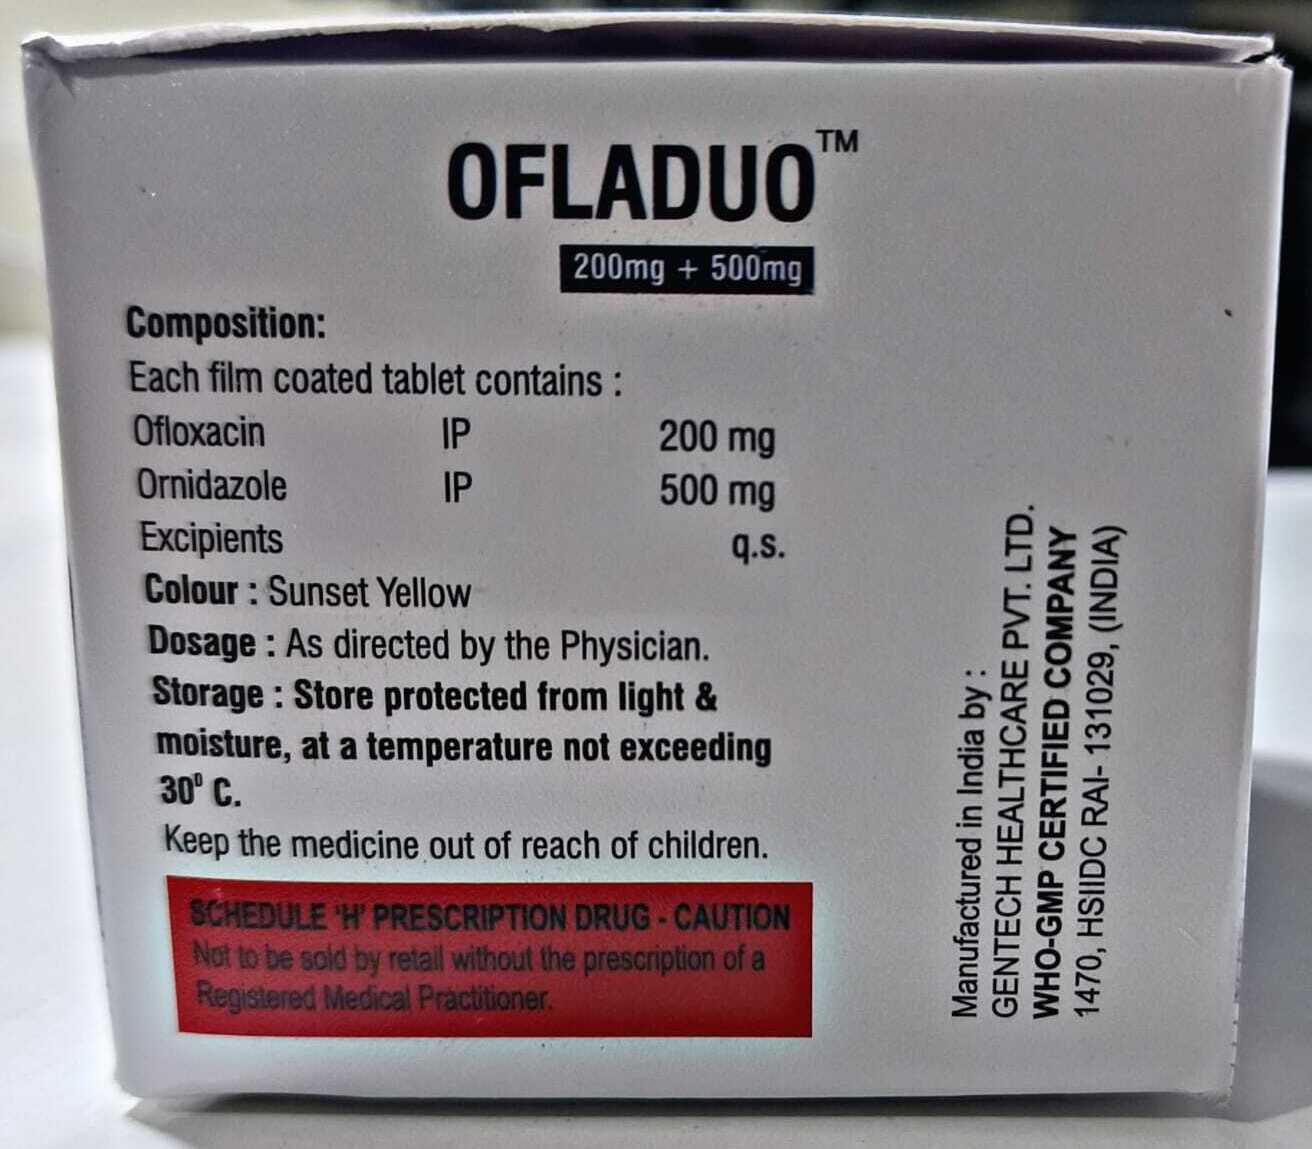 OFLADUO™
200mg + 500mg
Composition:
Each film coated tablet contains :
Ofloxacin IP 200 mg
Ornidazole IP 500 mg
Excipients q.s.
Colour : Sunset Yellow
Dosage : As directed by the Physician.
Storage : Store protected from light &
moisture, at a temperature not exceeding
30⁰ C.
Keep the medicine out of reach of children.
SCHEDULE 'H' PRESCRIPTION DRUG - CAUTION
Not to be sold by retail without the prescription of a
Registered Medical Practitioner.
Manufactured in India by :
GENTECH HEALTHCARE PVT. LTD.
WHO-GMP CERTIFIED COMPANY
1470, HSIIDC RAI- 131029, (INDIA)